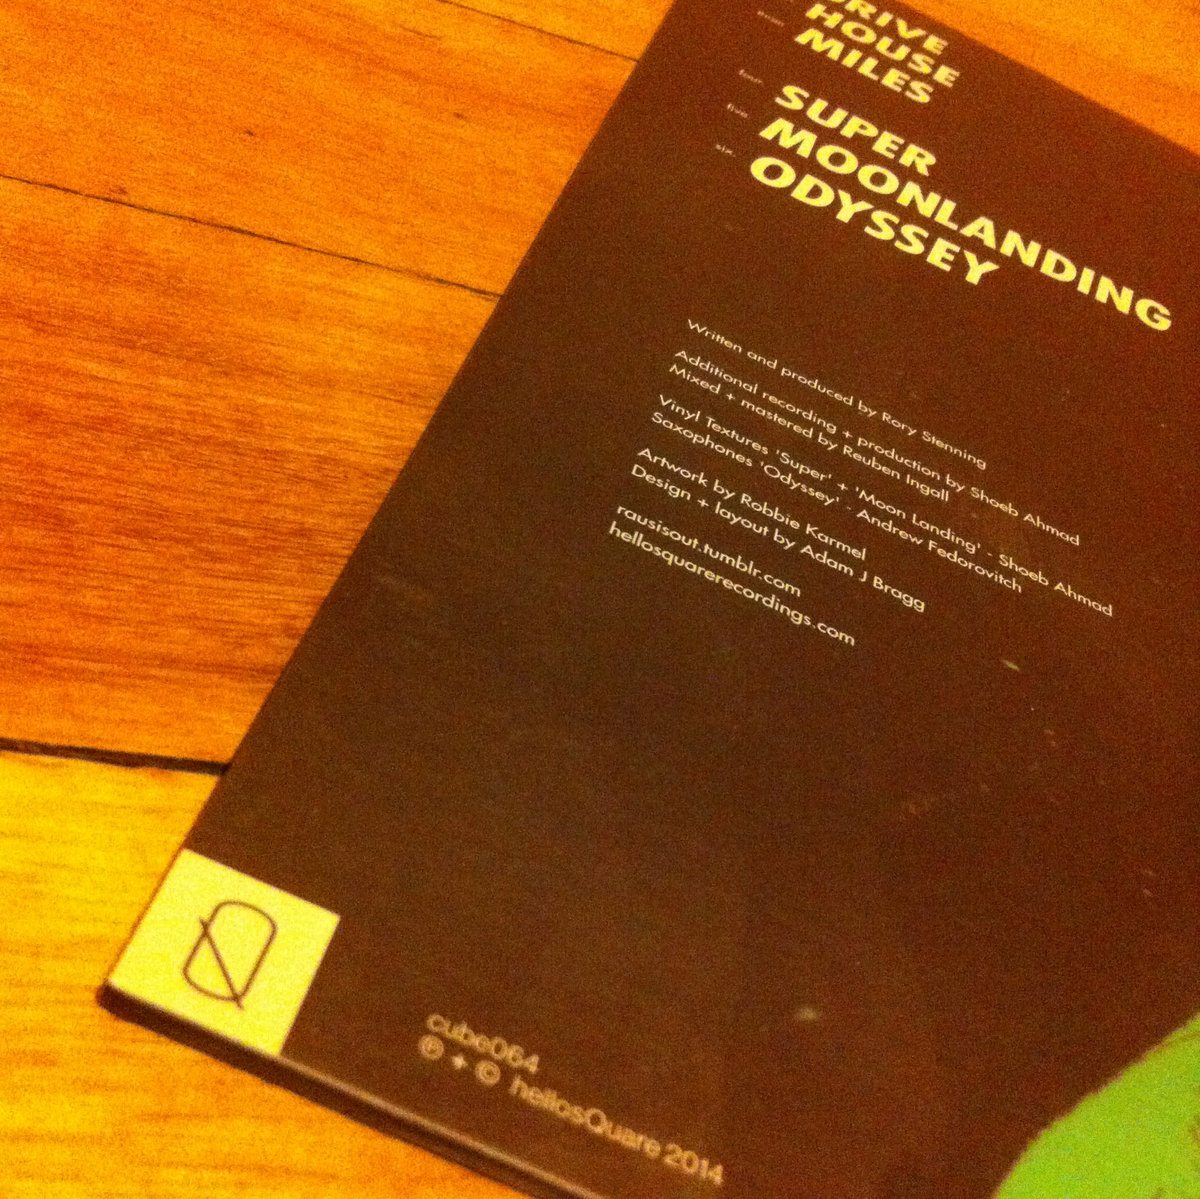 DRIVE
HOUSE
MILES
four.
SUPER
five.
MOONLANDING
six.
ODYSSEY
Written and produced by Rory Stenning
Additional recording + production by Shoeb Ahmad
Mixed + mastered by Reuben Ingall
Vinyl Textures 'Super' + 'Moon Landing' - Shoeb Ahmad
Saxophones 'Odyssey' - Andrew Fedorovitch
Artwork by Robbie Karmel
Design + layout by Adam J Bragg
rausisout.tumblr.com
hellosquarerecordings.com
cube064
℗ + © hellosQuare 2014